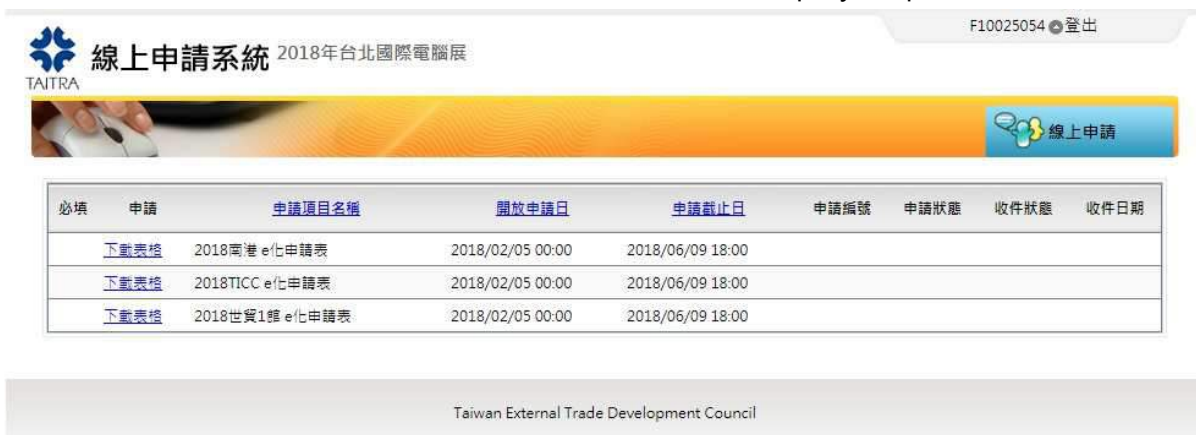 F10025054 登出
TAITRA
線上申請系統 2018年台北國際電腦展
線上申請
必填 申請 申請項目名稱 開放申請日 申請截止日 申請編號 申請狀態 收件狀態 收件日期
下載表格 2018南港 e化申請表 2018/02/05 00:00 2018/06/09 18:00
下載表格 2018TICC e化申請表 2018/02/05 00:00 2018/06/09 18:00
下載表格 2018世貿1館 e化申請表 2018/02/05 00:00 2018/06/09 18:00
Taiwan External Trade Development Council